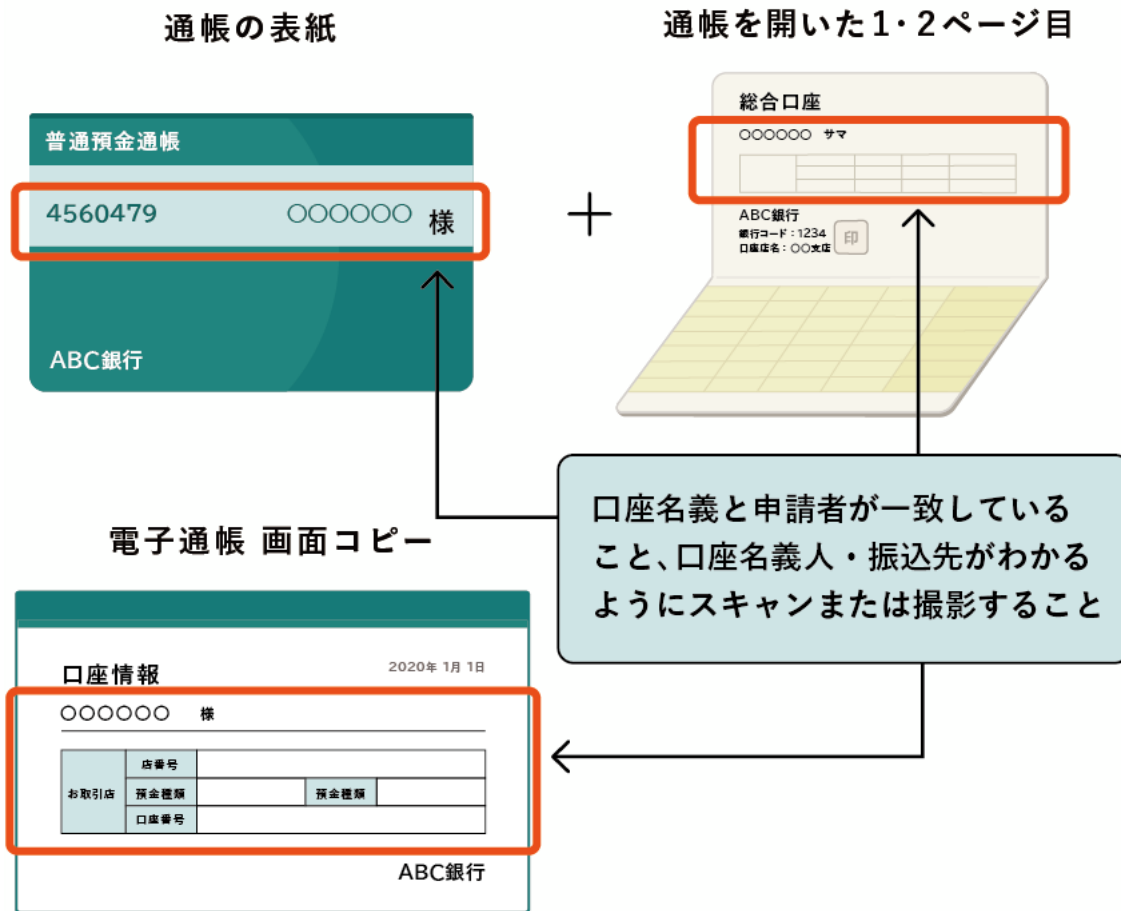 通帳の表紙
普通預金通帳
4560479 〇〇〇〇〇〇 様
ABC銀行
+
通帳を開いた1・2ページ目
総合口座
〇〇〇〇〇〇 サマ
ABC銀行
銀行コード：1234
口座店名：〇〇支店
印
口座名義と申請者が一致している
こと、口座名義人・振込先がわかる
ようにスキャンまたは撮影すること
電子通帳 画面コピー
口座情報 2020年 1月 1日
〇〇〇〇〇〇 様
お取引店
店番号
預金種類 預金種類
口座番号
ABC銀行